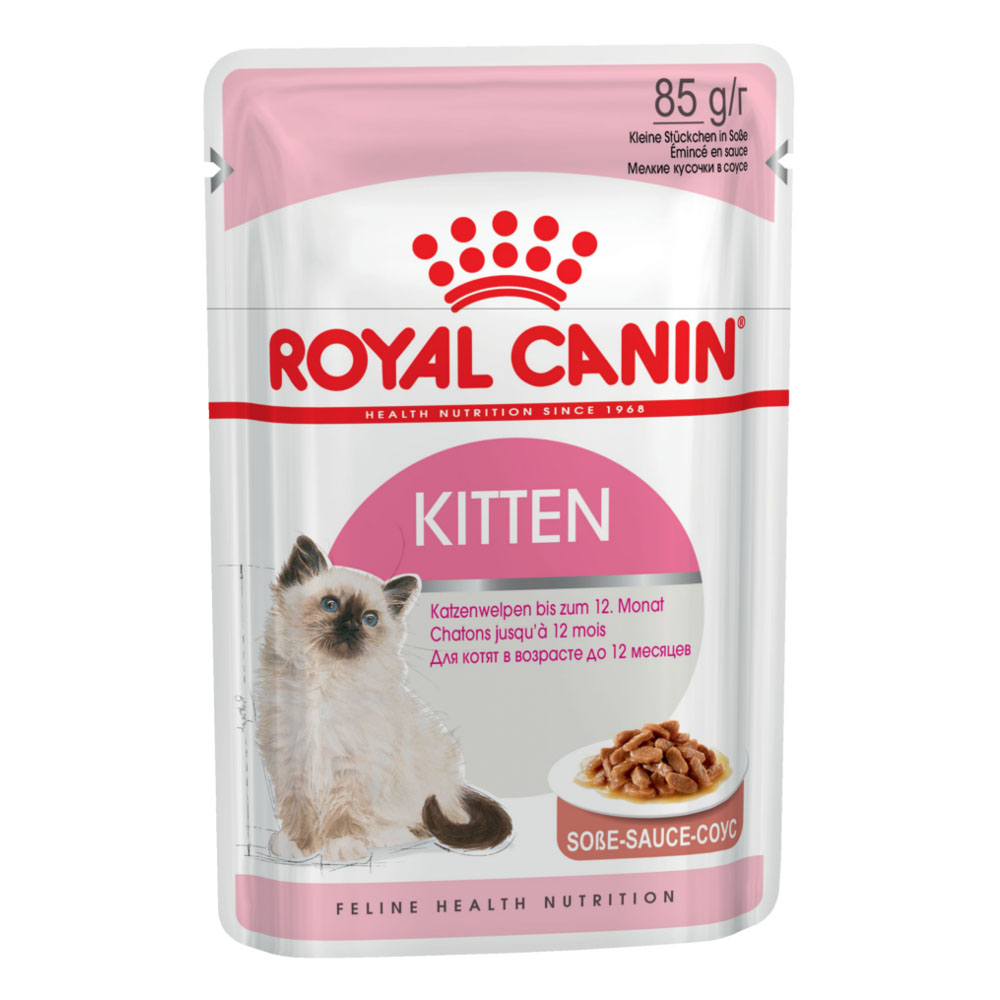 85 g/г
Kleine Stückchen in Soße
Émincé en sauce
Мелкие кусочки в соусе
ROYAL CANIN®
HEALTH NUTRITION SINCE 1968
KITTEN
Katzenwelpen bis zum 12. Monat
Chatons jusqu'à 12 mois
Для котят в возрасте до 12 месяцев
SOßE-SAUCE-СОУС
FELINE HEALTH NUTRITION